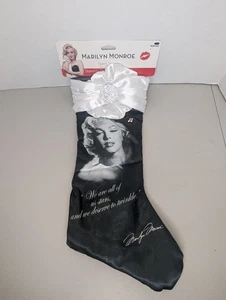 MARILYN MONROE
"We are all of
us stars,
and we deserve to twinkle."
Marilyn Monroe